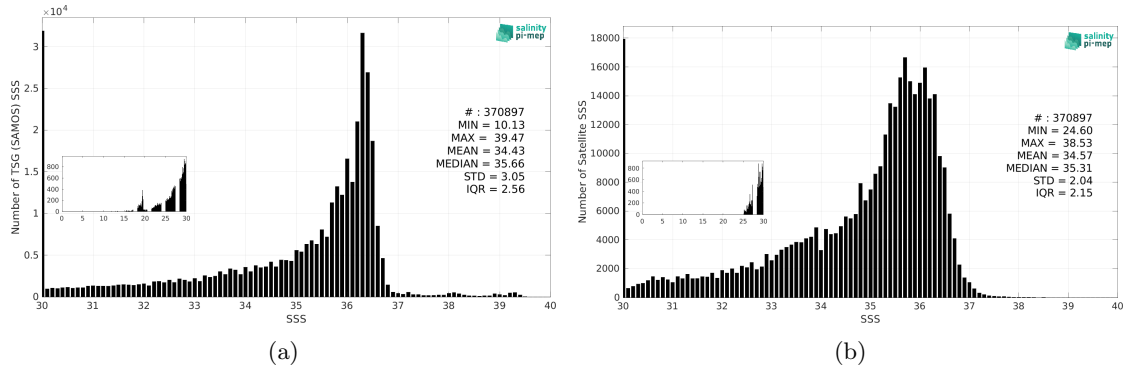 ×10⁴
salinity
pi-mep
3
2.5
2
1.5
1
0.5
0
Number of TSG (SAMOS) SSS
# : 370897
MIN = 10.13
MAX = 39.47
MEAN = 34.43
MEDIAN = 35.66
STD = 3.05
IQR = 2.56
800
600
400
200
0
0 5 10 15 20 25 30
30 31 32 33 34 35 36 37 38 39 40
SSS
(a)
salinity
pi-mep
18000
16000
14000
12000
10000
8000
6000
4000
2000
0
Number of Satellite SSS
# : 370897
MIN = 24.60
MAX = 38.53
MEAN = 34.57
MEDIAN = 35.31
STD = 2.04
IQR = 2.15
800
600
400
200
0
0 5 10 15 20 25 30
30 31 32 33 34 35 36 37 38 39 40
SSS
(b)